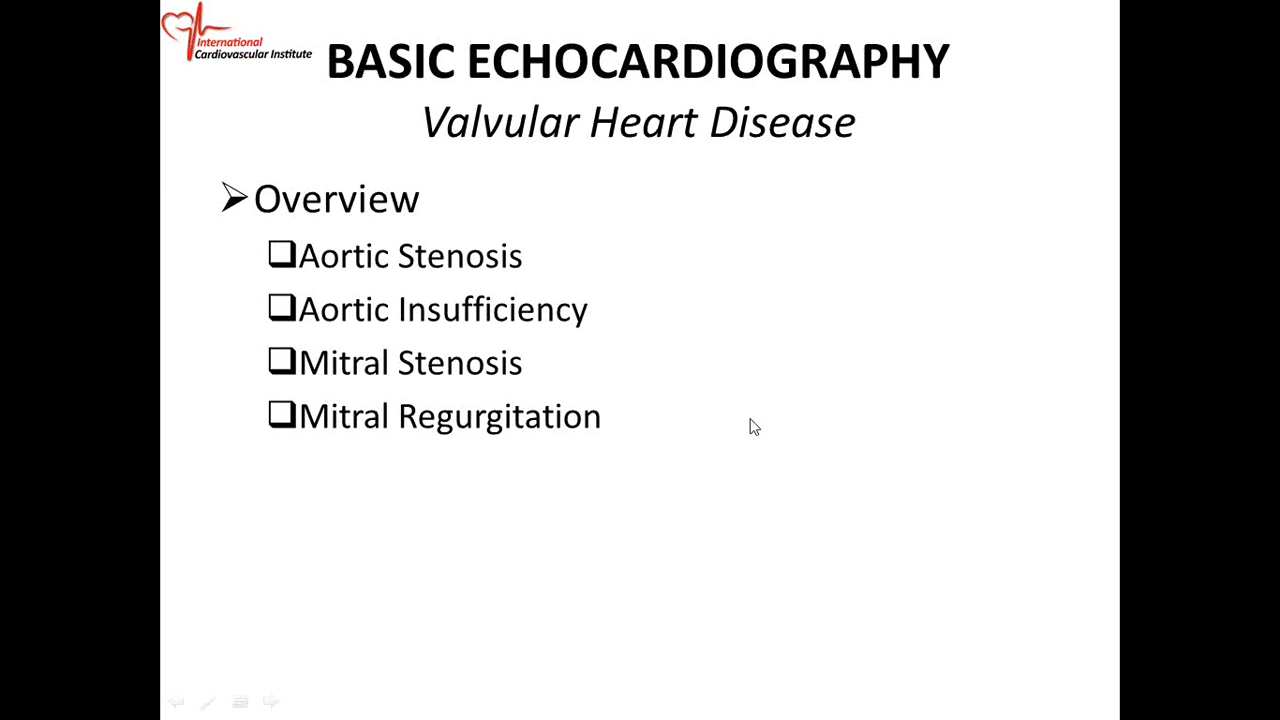 International
Cardiovascular Institute
BASIC ECHOCARDIOGRAPHY
Valvular Heart Disease
Overview
Aortic Stenosis
Aortic Insufficiency
Mitral Stenosis
Mitral Regurgitation